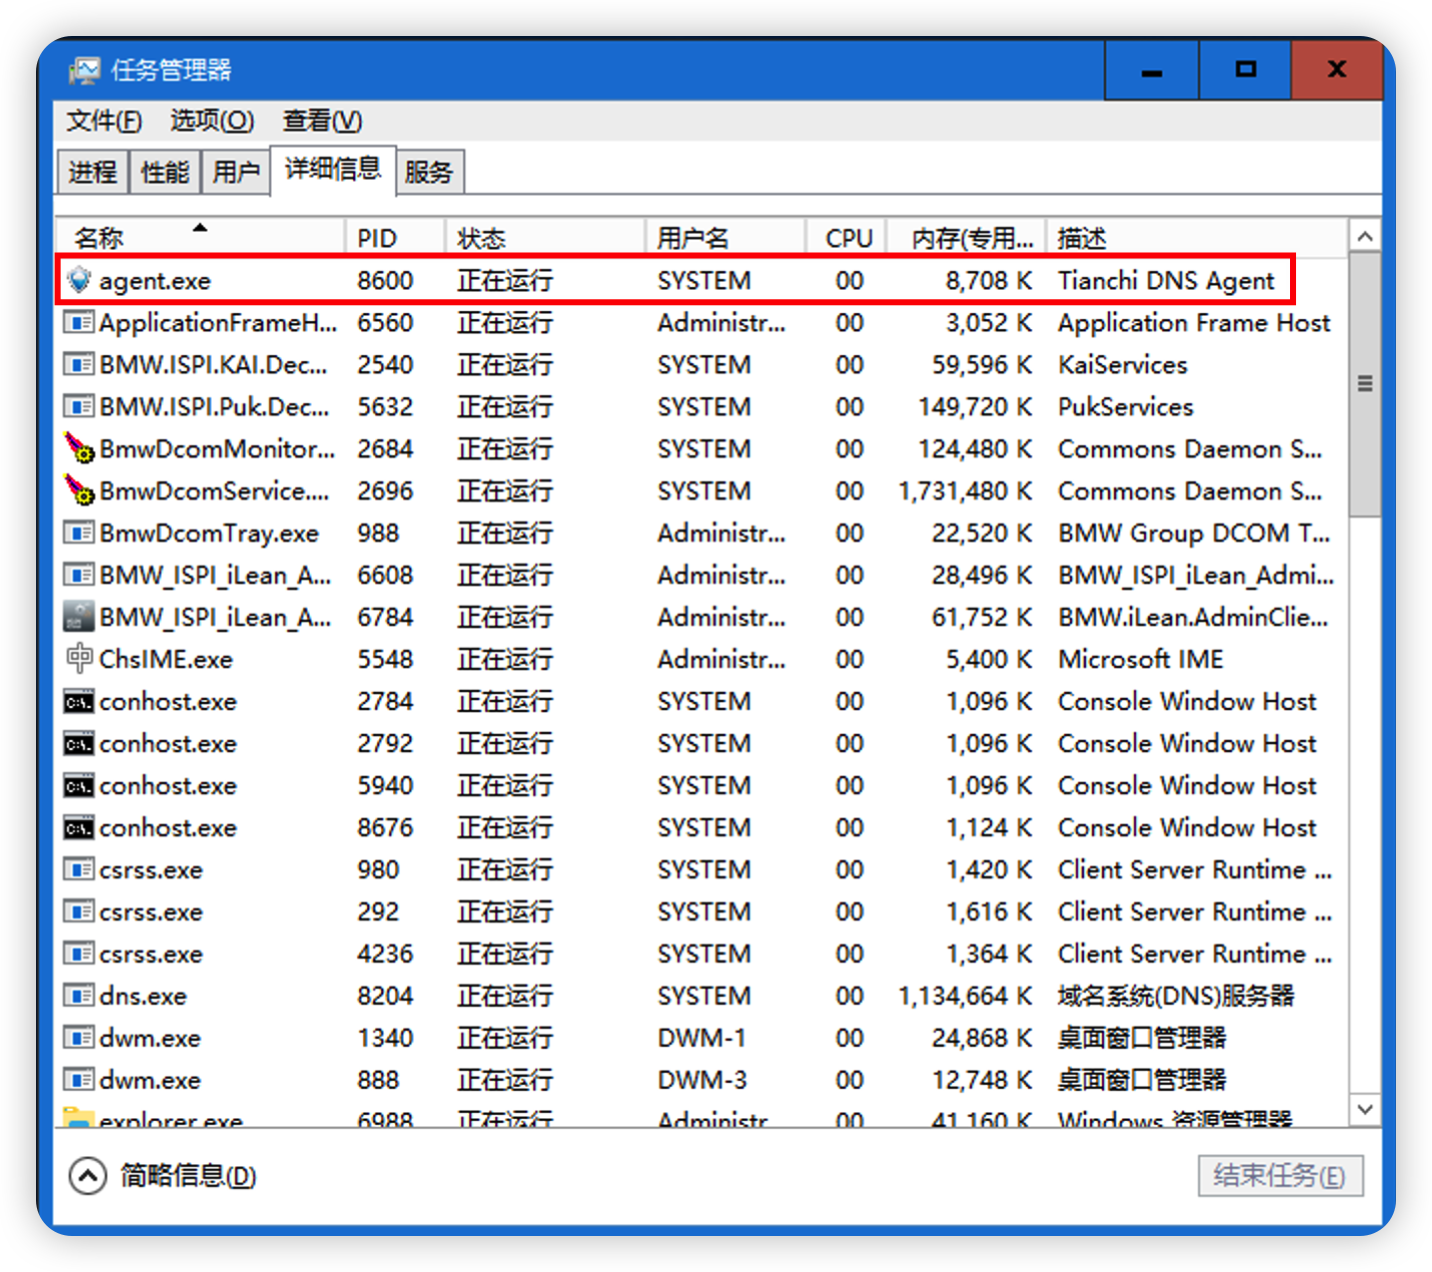 任务管理器
文件(F) 选项(O) 查看(V)
进程 性能 用户 详细信息 服务
名称 PID 状态 用户名 CPU 内存(专用... 描述
agent.exe 8600 正在运行 SYSTEM 00 8,708 K Tianchi DNS Agent
ApplicationFrameH... 6560 正在运行 Administr... 00 3,052 K Application Frame Host
BMW.ISPI.KAI.Dec... 2540 正在运行 SYSTEM 00 59,596 K KaiServices
BMW.ISPI.Puk.Dec... 5632 正在运行 SYSTEM 00 149,720 K PukServices
BmwDcomMonitor... 2684 正在运行 SYSTEM 00 124,480 K Commons Daemon S...
BmwDcomService.... 2696 正在运行 SYSTEM 00 1,731,480 K Commons Daemon S...
BmwDcomTray.exe 988 正在运行 Administr... 00 22,520 K BMW Group DCOM T...
BMW_ISPI_iLean_A... 6608 正在运行 Administr... 00 28,496 K BMW_ISPI_iLean_Admi...
BMW_ISPI_iLean_A... 6784 正在运行 Administr... 00 61,752 K BMW.iLean.AdminClie...
ChsIME.exe 5548 正在运行 Administr... 00 5,400 K Microsoft IME
conhost.exe 2784 正在运行 SYSTEM 00 1,096 K Console Window Host
conhost.exe 2792 正在运行 SYSTEM 00 1,096 K Console Window Host
conhost.exe 5940 正在运行 SYSTEM 00 1,096 K Console Window Host
conhost.exe 8676 正在运行 SYSTEM 00 1,124 K Console Window Host
csrss.exe 980 正在运行 SYSTEM 00 1,420 K Client Server Runtime ...
csrss.exe 292 正在运行 SYSTEM 00 1,616 K Client Server Runtime ...
csrss.exe 4236 正在运行 SYSTEM 00 1,364 K Client Server Runtime ...
dns.exe 8204 正在运行 SYSTEM 00 1,134,664 K 域名系统(DNS)服务器
dwm.exe 1340 正在运行 DWM-1 00 24,868 K 桌面窗口管理器
dwm.exe 888 正在运行 DWM-3 00 12,748 K 桌面窗口管理器
explorer.exe 6988 正在运行 Administr... 00 41,160 K Windows 资源管理器
简略信息(D) 结束任务(E)